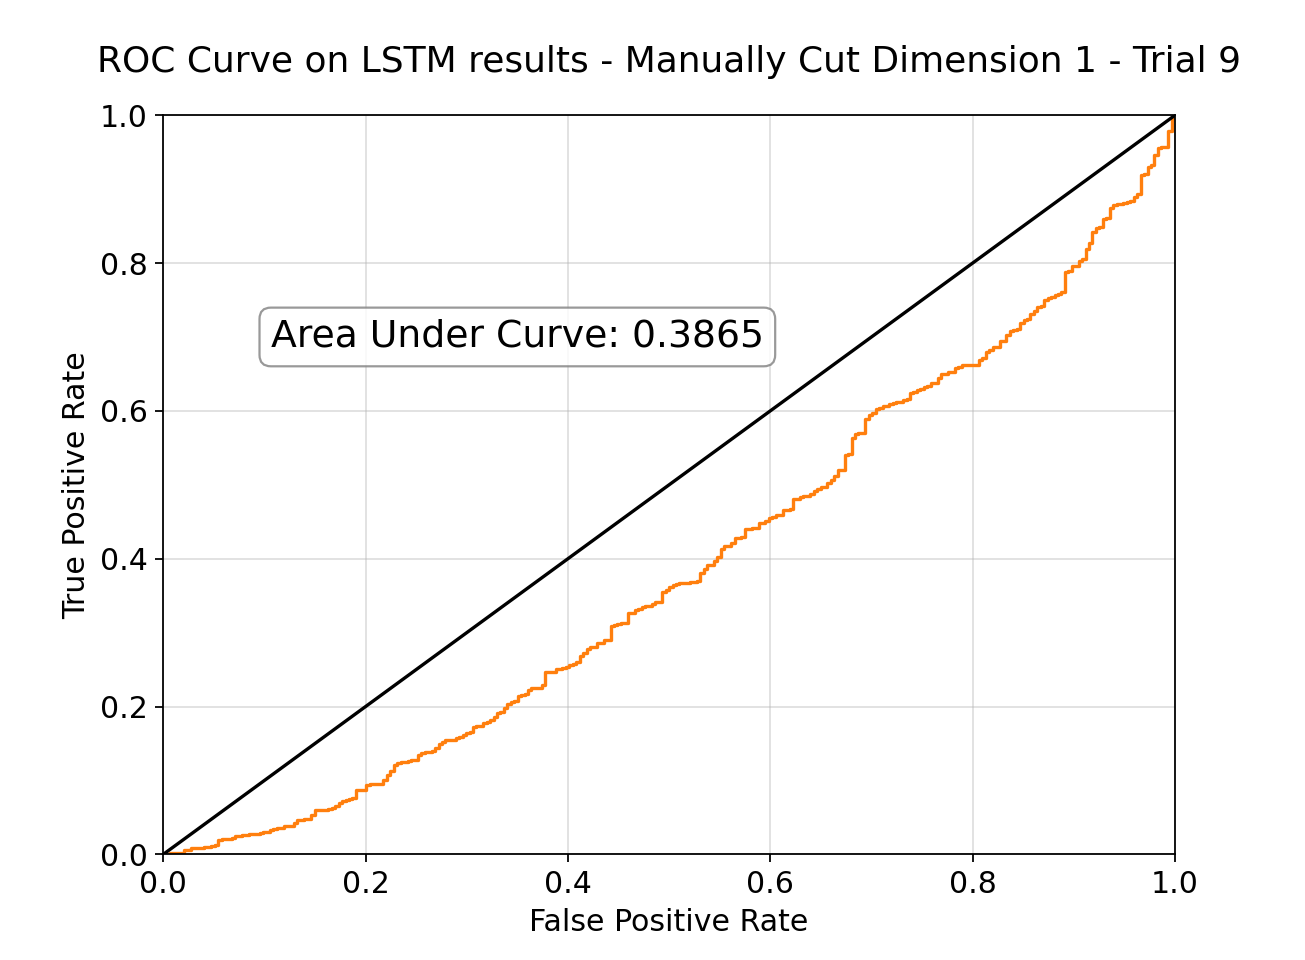 ROC Curve on LSTM results - Manually Cut Dimension 1 - Trial 9
1.0
0.8
Area Under Curve: 0.3865
True Positive Rate
0.6
0.4
0.2
0.0
0.0 0.2 0.4 0.6 0.8 1.0
False Positive Rate